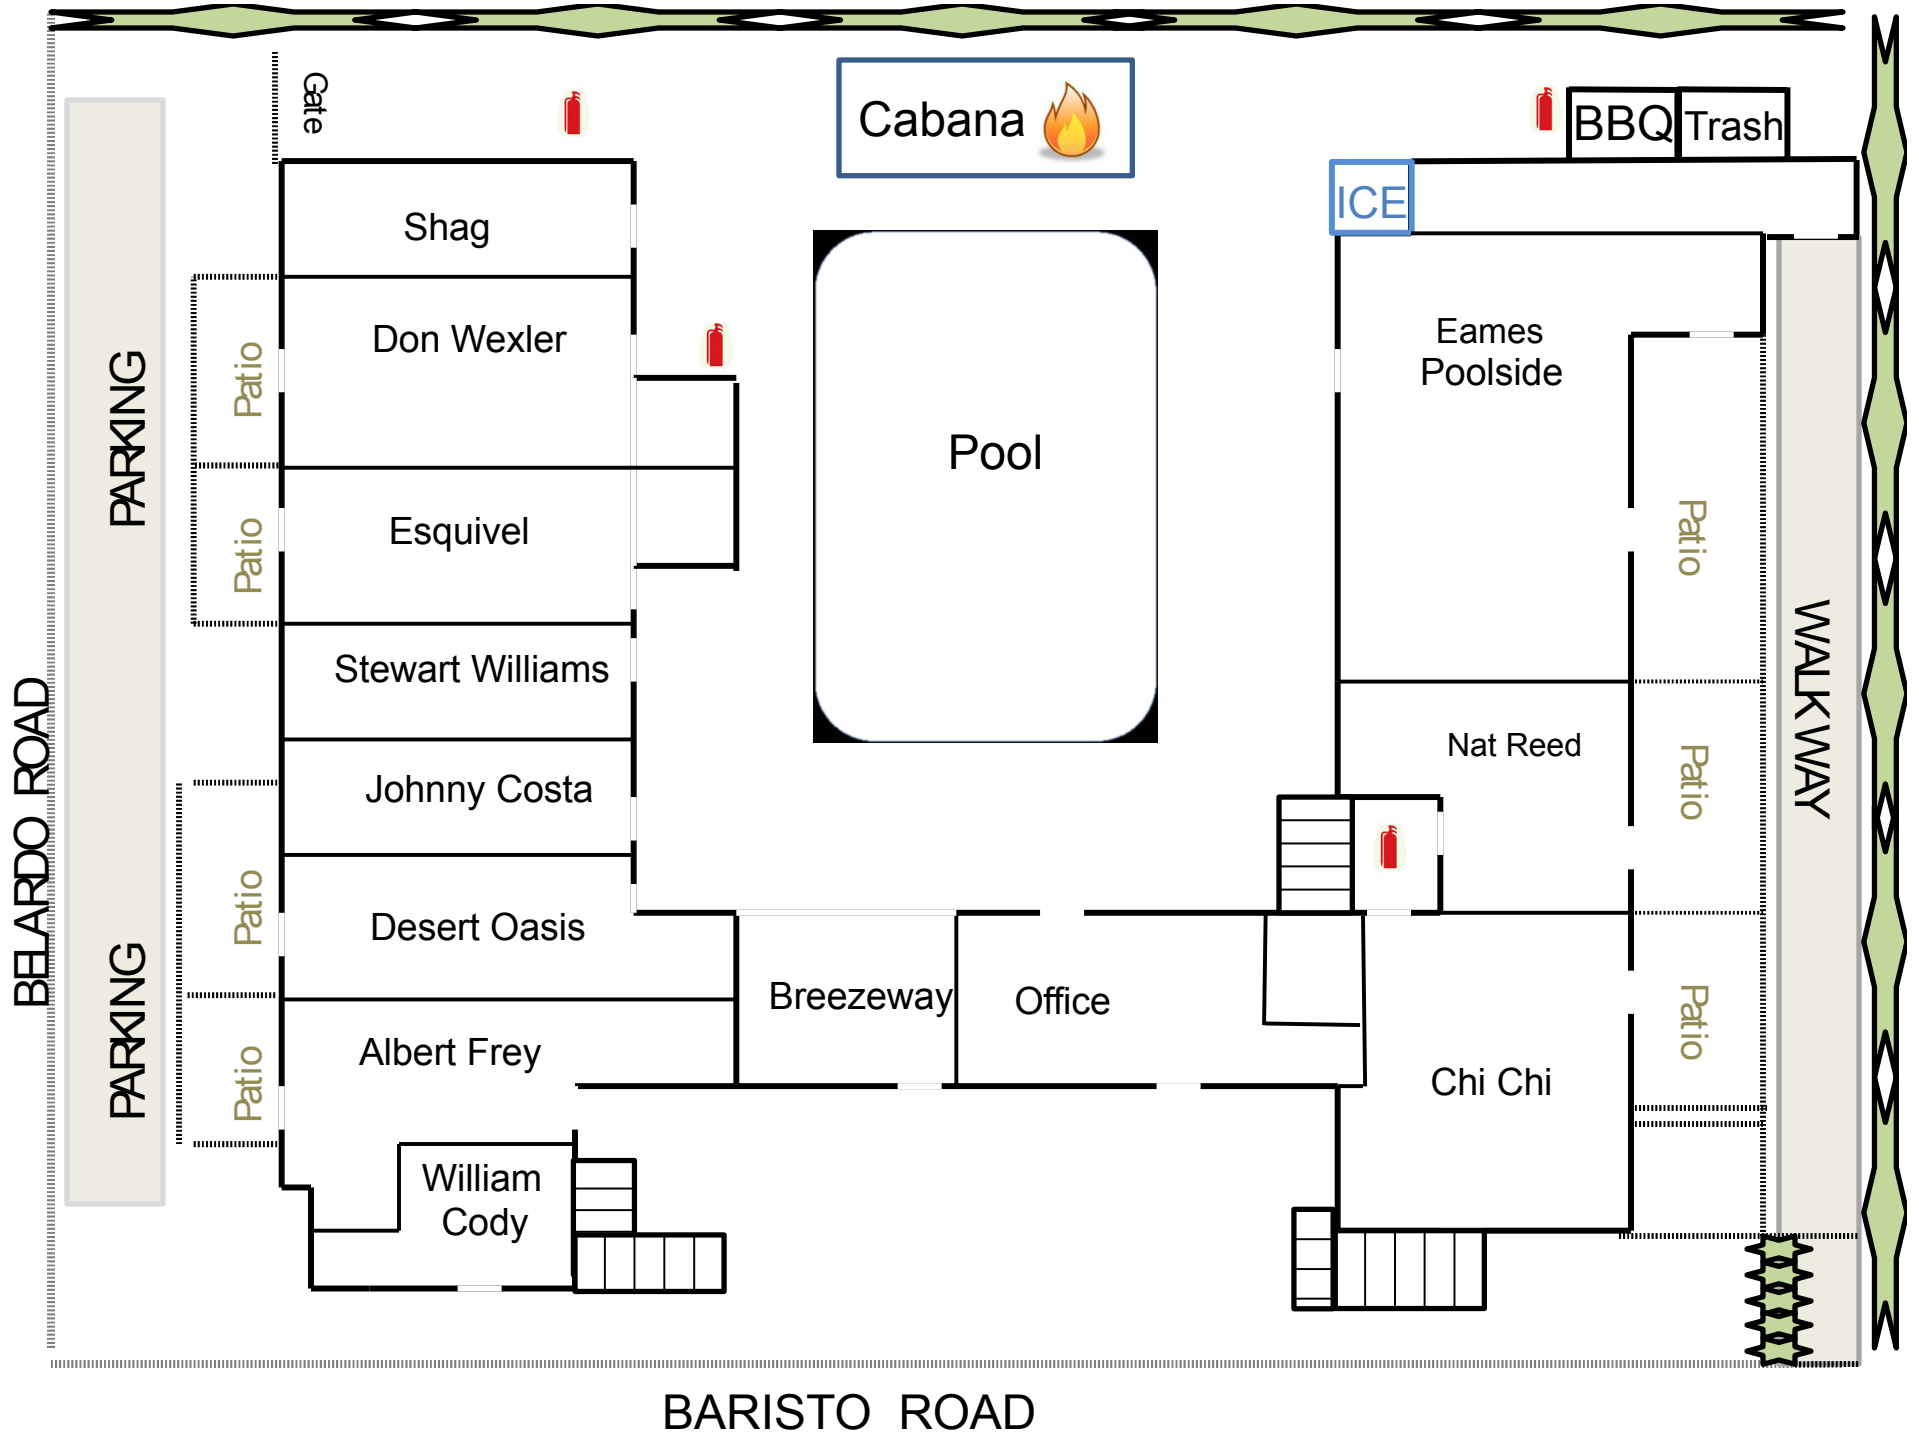 Gate
Cabana
BBQ
Trash
ICE
Shag
Don Wexler
Patio
Eames
Poolside
PARKING
Pool
Esquivel
Patio
Patio
Stewart Williams
WALKWAY
Nat Reed
Patio
Johnny Costa
BELARDO ROAD
Desert Oasis
Patio
Breezeway
Office
Patio
PARKING
Albert Frey
Patio
Chi Chi
William
Cody
BARISTO ROAD